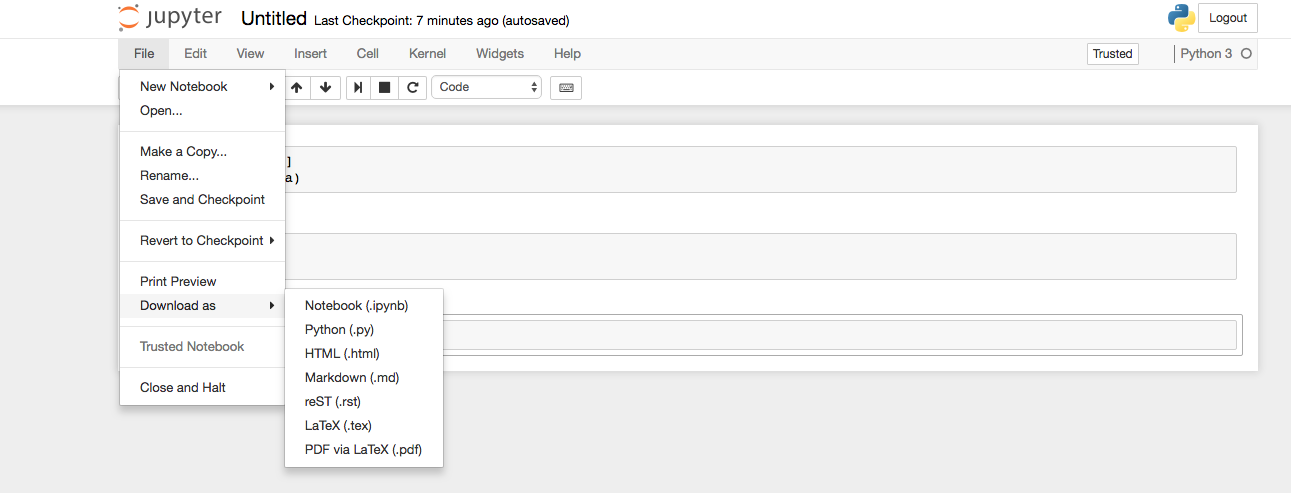 jupyter Untitled Last Checkpoint: 7 minutes ago (autosaved) Logout
File Edit View Insert Cell Kernel Widgets Help Trusted Python 3
Code
New Notebook
Open...
]
Make a Copy...
Rename...
a)
Save and Checkpoint
Revert to Checkpoint
Print Preview
Download as
Notebook (.ipynb)
Python (.py)
Trusted Notebook
HTML (.html)
Markdown (.md)
Close and Halt
reST (.rst)
LaTeX (.tex)
PDF via LaTeX (.pdf)